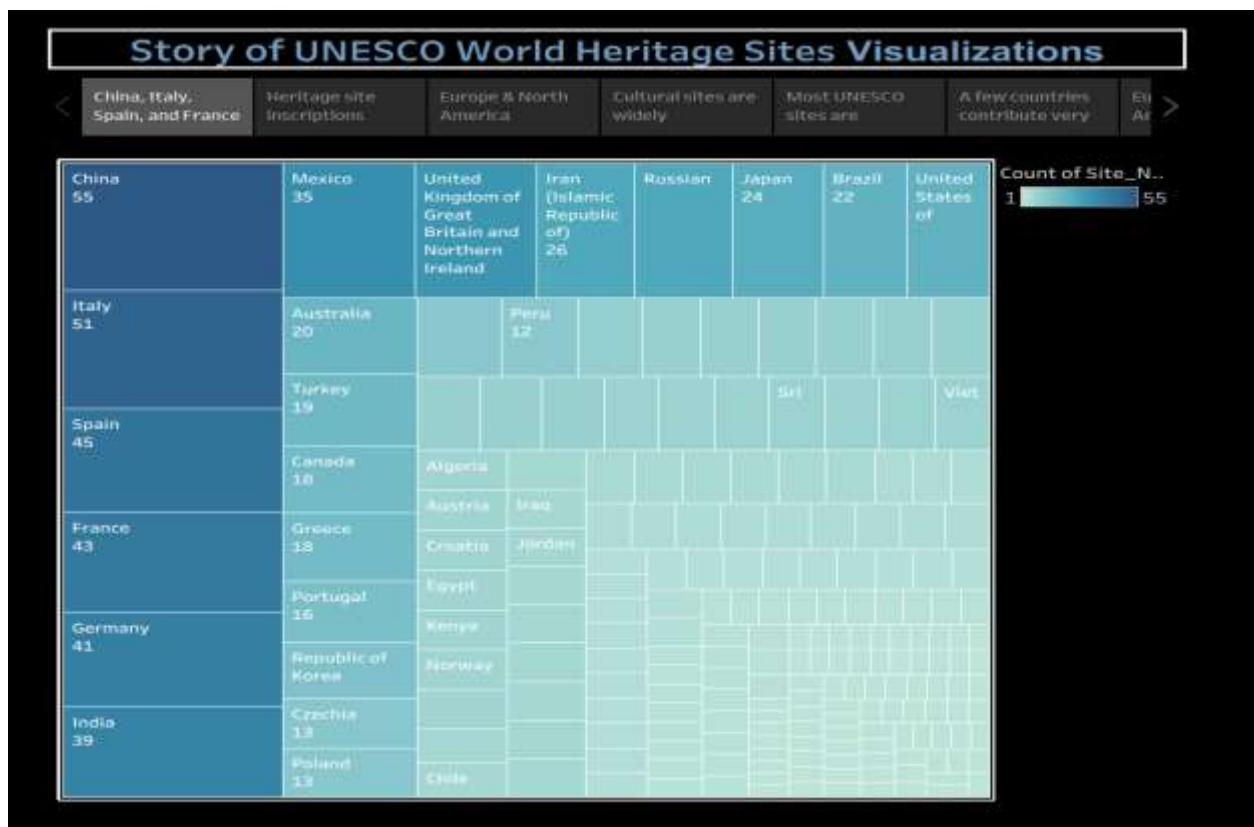 Story of UNESCO World Heritage Sites Visualizations
China, Italy,
Spain, and France
Heritage site
inscriptions
Europe & North
America
Cultural sites are
widely
Most UNESCO
sites are
A few countries
contribute very
Eu
Ar
China
55
Italy
51
Spain
45
France
43
Germany
41
India
39
Mexico
35
Australia
20
Turkey
19
Canada
18
Greece
18
Portugal
16
Republic of
Korea
Czechia
13
Poland
13
United
Kingdom of
Great
Britain and
Northern
Ireland
Iran
(Islamic
Republic
of)
26
Russian
Japan
24
Brazil
22
United
States
of
Peru
12
Sri
Viet
Algeria
Austria
Iraq
Croatia
Jordan
Egypt
Kenya
Norway
Chile
Count of Site_N..
1
55